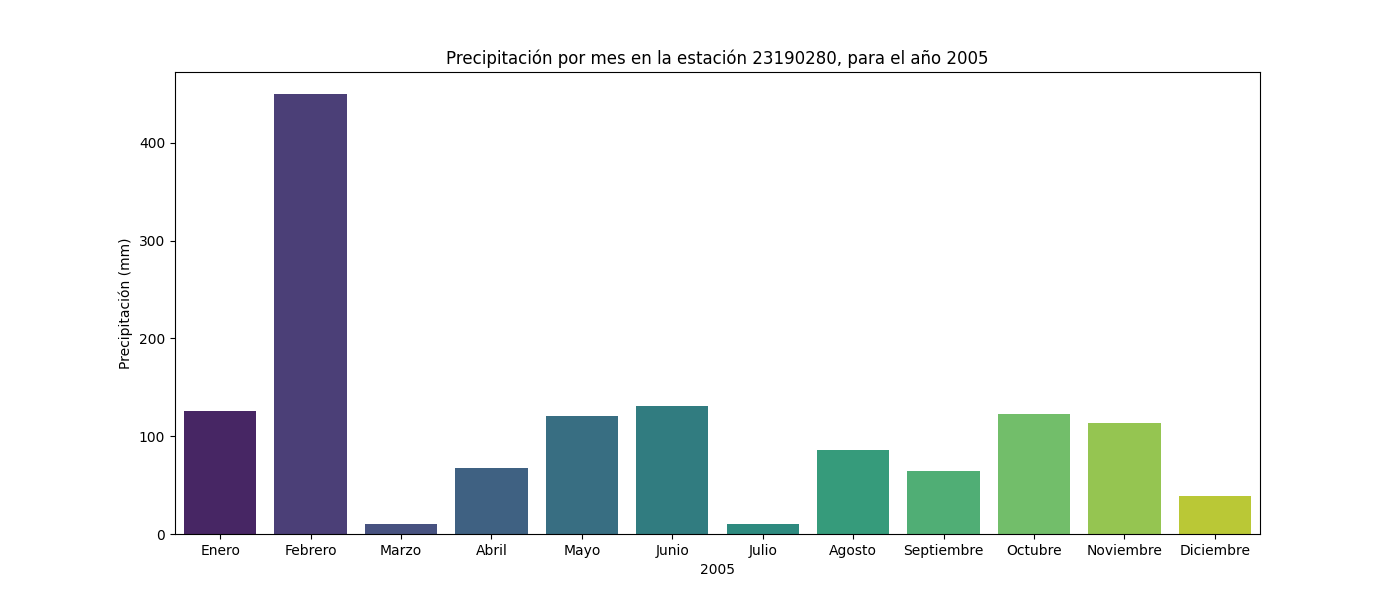 Precipitación por mes en la estación 23190280, para el año 2005
Precipitación (mm)
400
300
200
100
0
Enero Febrero Marzo Abril Mayo Junio Julio Agosto Septiembre Octubre Noviembre Diciembre
2005